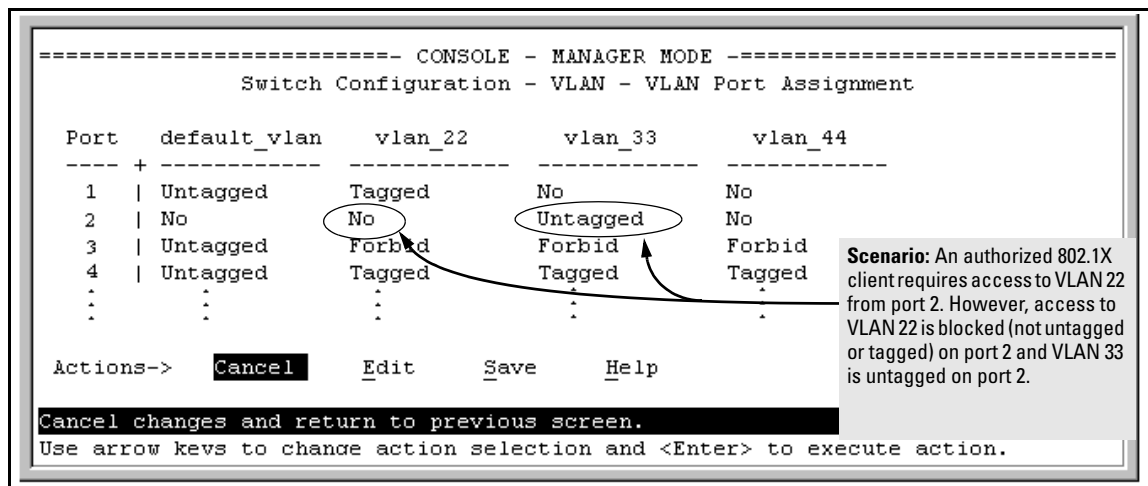 ===========================- CONSOLE - MANAGER MODE -============================
Switch Configuration - VLAN - VLAN Port Assignment
Port default_vlan vlan_22 vlan_33 vlan_44
---- + ------------ ------------ ------------ ------------
1 | Untagged Tagged No No
2 | No No Untagged No
3 | Untagged Forbid Forbid Forbid
4 | Untagged Tagged Tagged Tagged
Scenario: An authorized 802.1X
client requires access to VLAN 22
from port 2. However, access to
VLAN 22 is blocked (not untagged
or tagged) on port 2 and VLAN 33
is untagged on port 2.
Actions-> Cancel Edit Save Help
Cancel changes and return to previous screen.
Use arrow keys to change action selection and <Enter> to execute action.